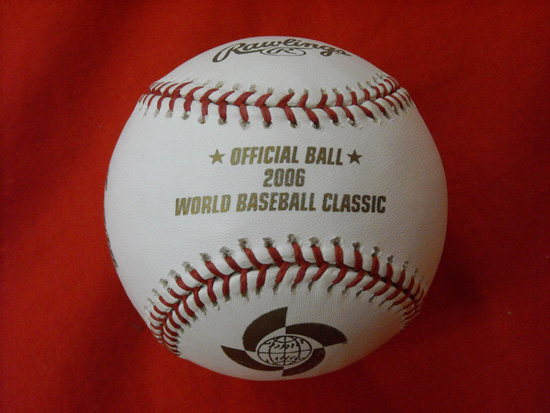 Rawlings
R
★ OFFICIAL BALL ★
2006
WORLD BASEBALL CLASSIC